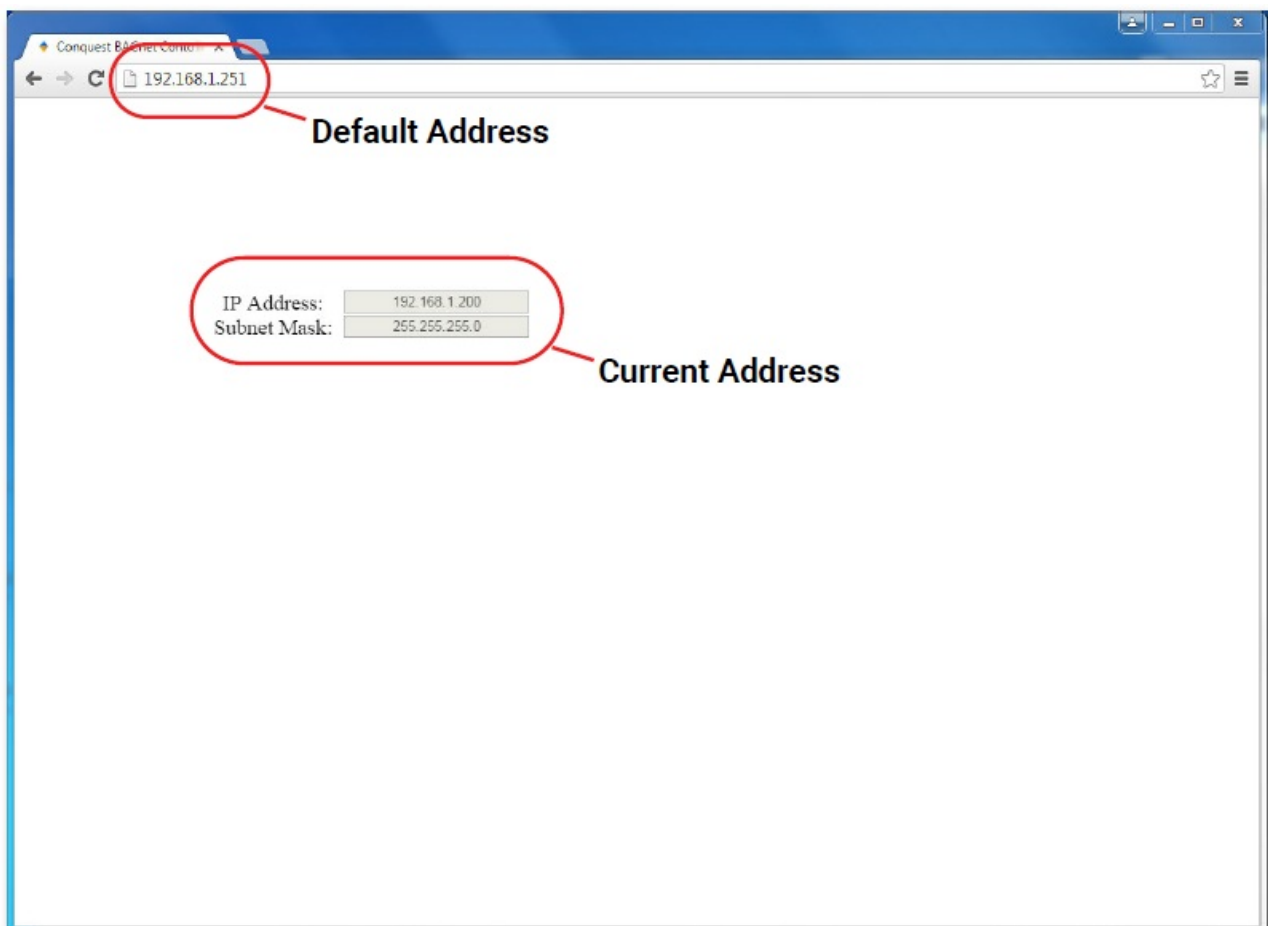 Conquest BACnet Contro
192.168.1.251
Default Address
IP Address: 192.168.1.200
Subnet Mask: 255.255.255.0
Current Address